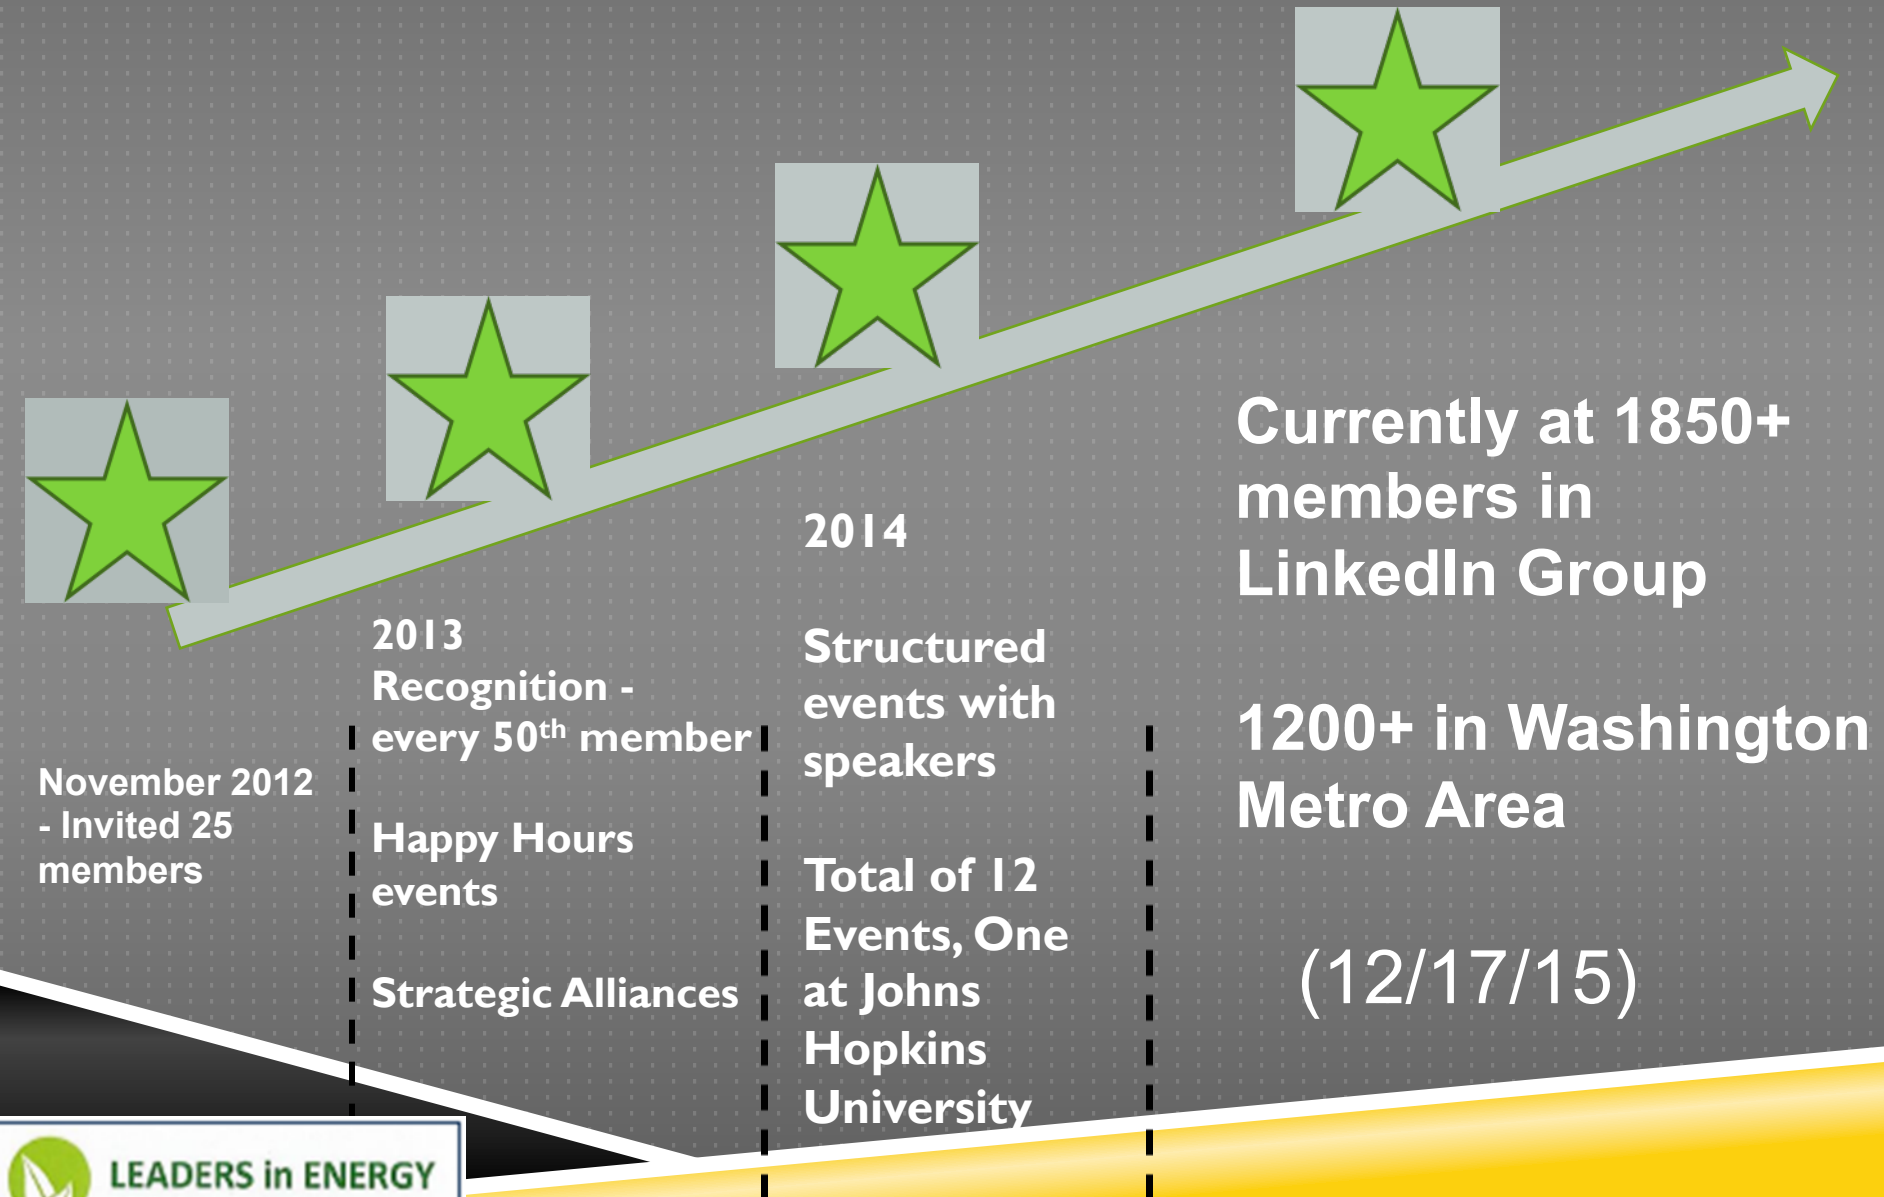 November 2012
- Invited 25
members
2013
Recognition -
every 50th member
Happy Hours
events
Strategic Alliances
2014
Structured
events with
speakers
Total of 12
Events, One
at Johns
Hopkins
University
Currently at 1850+
members in
LinkedIn Group
1200+ in Washington
Metro Area
(12/17/15)
LEADERS in ENERGY